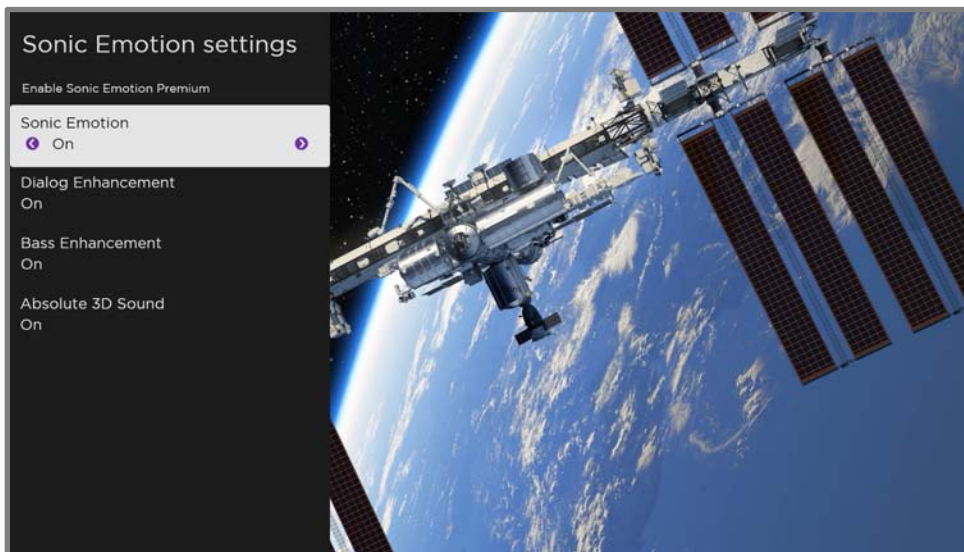 Sonic Emotion settings
Enable Sonic Emotion Premium
Sonic Emotion
On
Dialog Enhancement
On
Bass Enhancement
On
Absolute 3D Sound
On